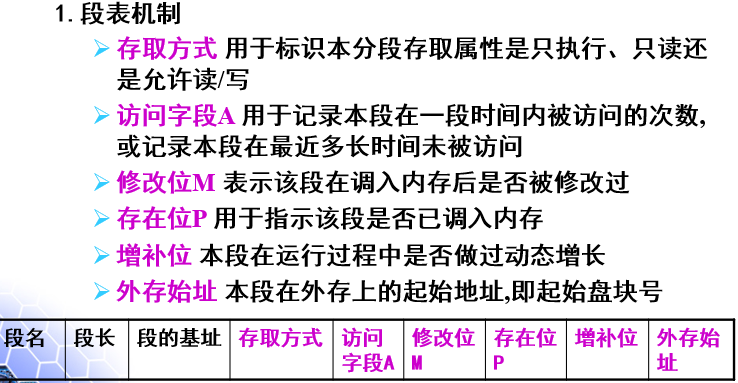 1. 段表机制
存取方式 用于标识本分段存取属性是只执行、只读还
是允许读/写
访问字段A 用于记录本段在一段时间内被访问的次数,
或记录本段在最近多长时间未被访问
修改位M 表示该段在调入内存后是否被修改过
存在位P 用于指示该段是否已调入内存
增补位 本段在运行过程中是否做过动态增长
外存始址 本段在外存上的起始地址,即起始盘块号
段名 段长 段的基址 存取方式 访问 修改位 存在位 增补位 外存始
字段A M P 址